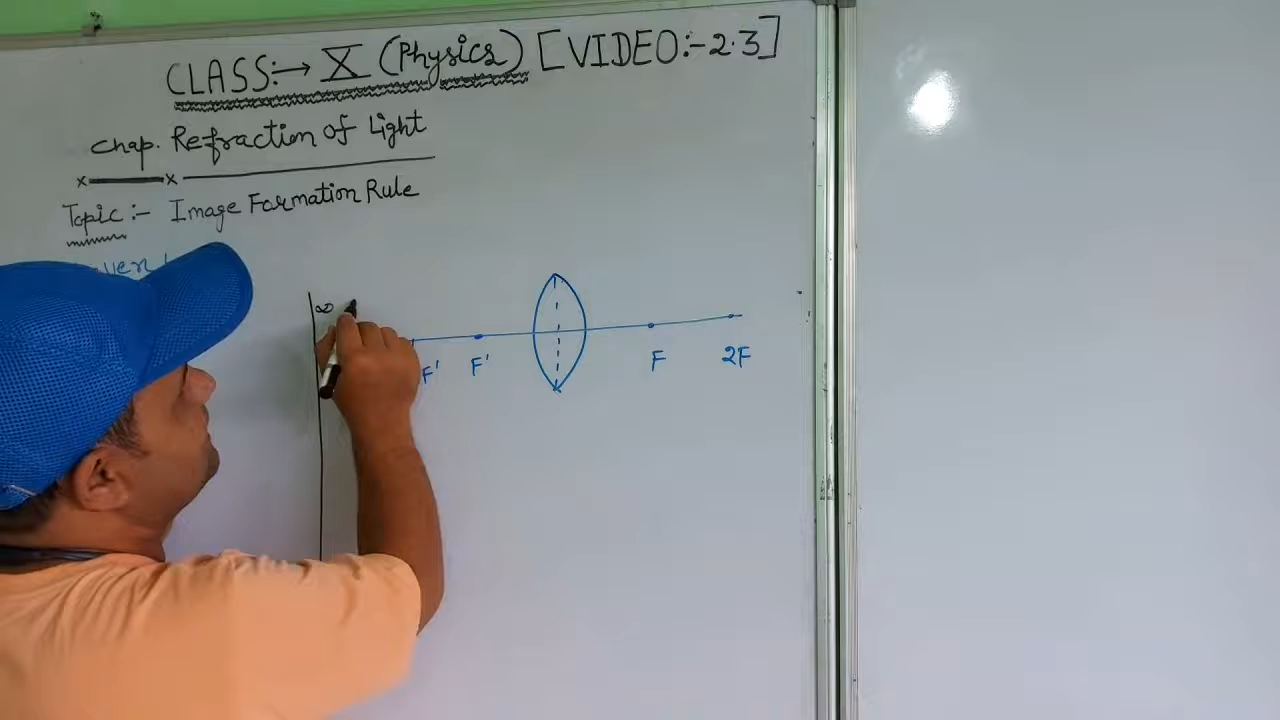 CLASS:→ X (Physics) [VIDEO:-2.3]
Chap. Refraction of Light
Topic:- Image Formation Rule
∞
F' F' F 2F